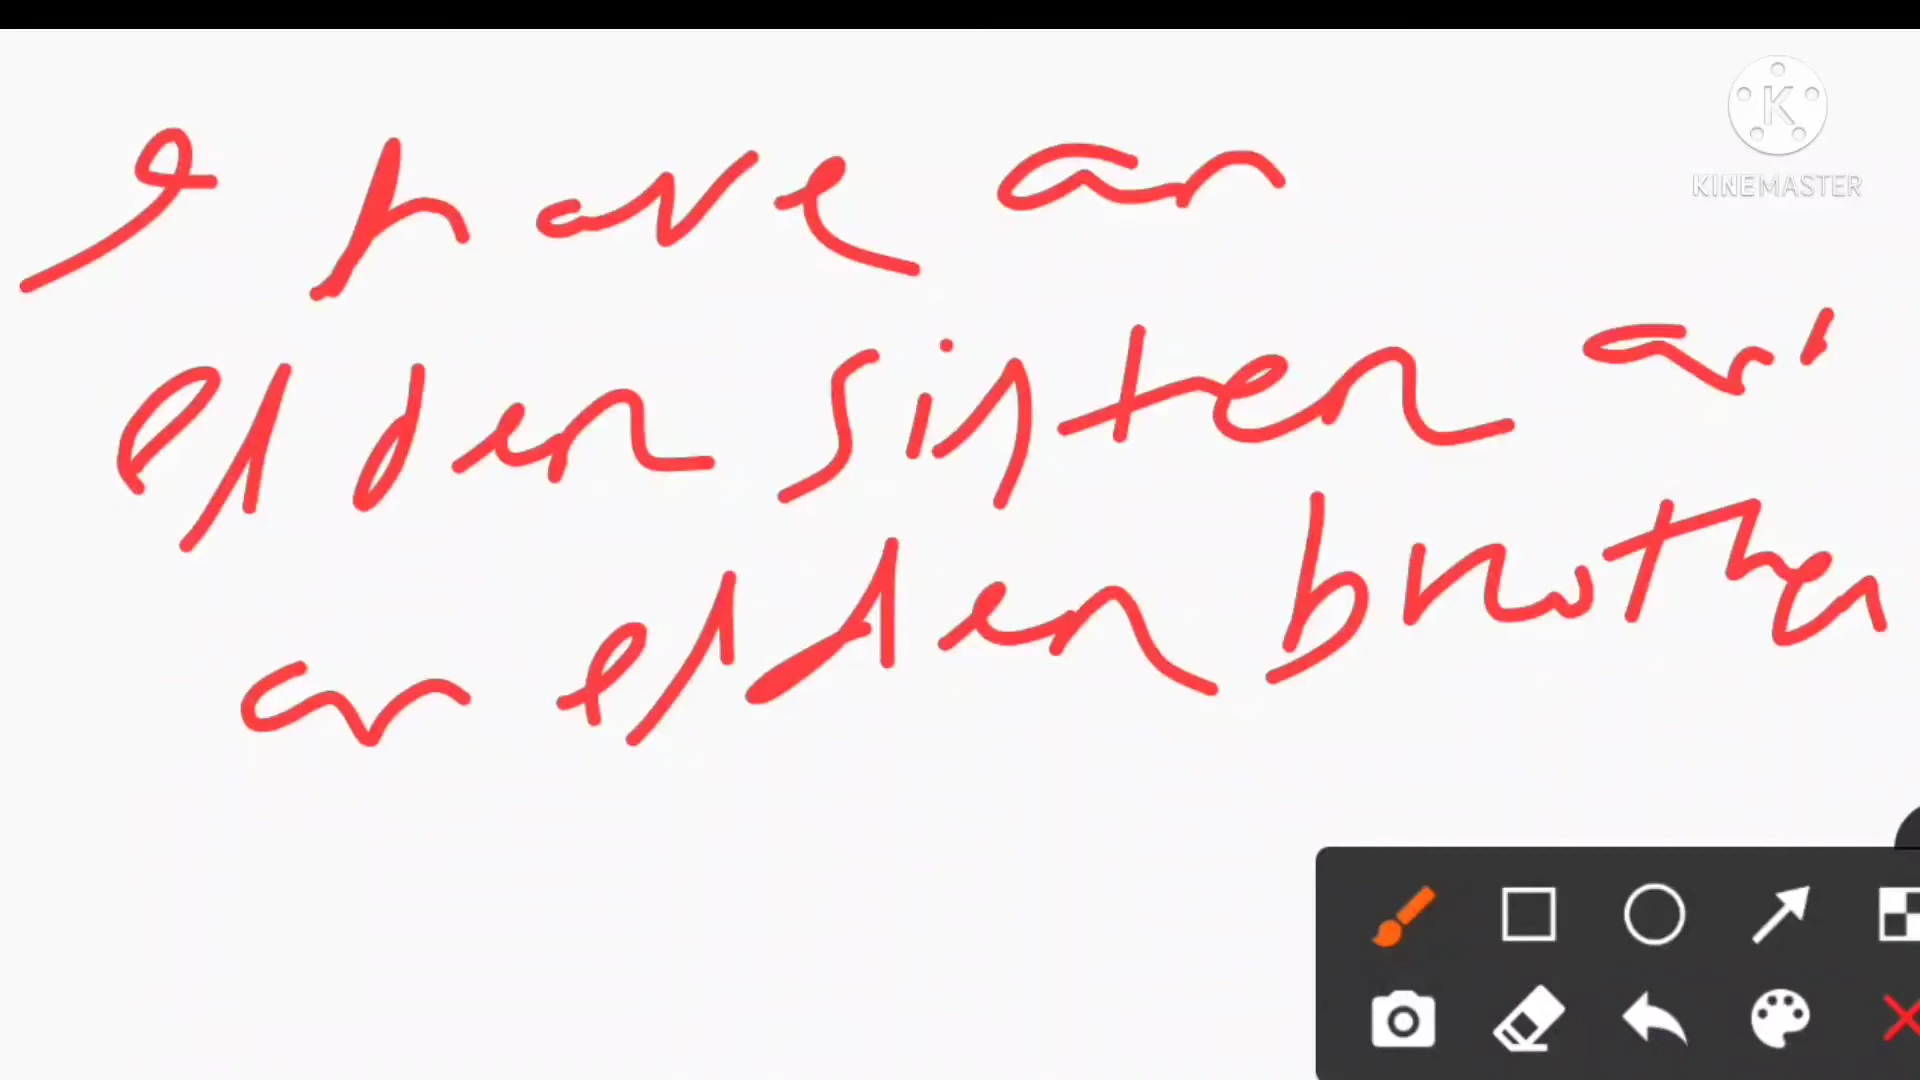 I have an
elder sister and
an elder brother
K
KINEMASTER